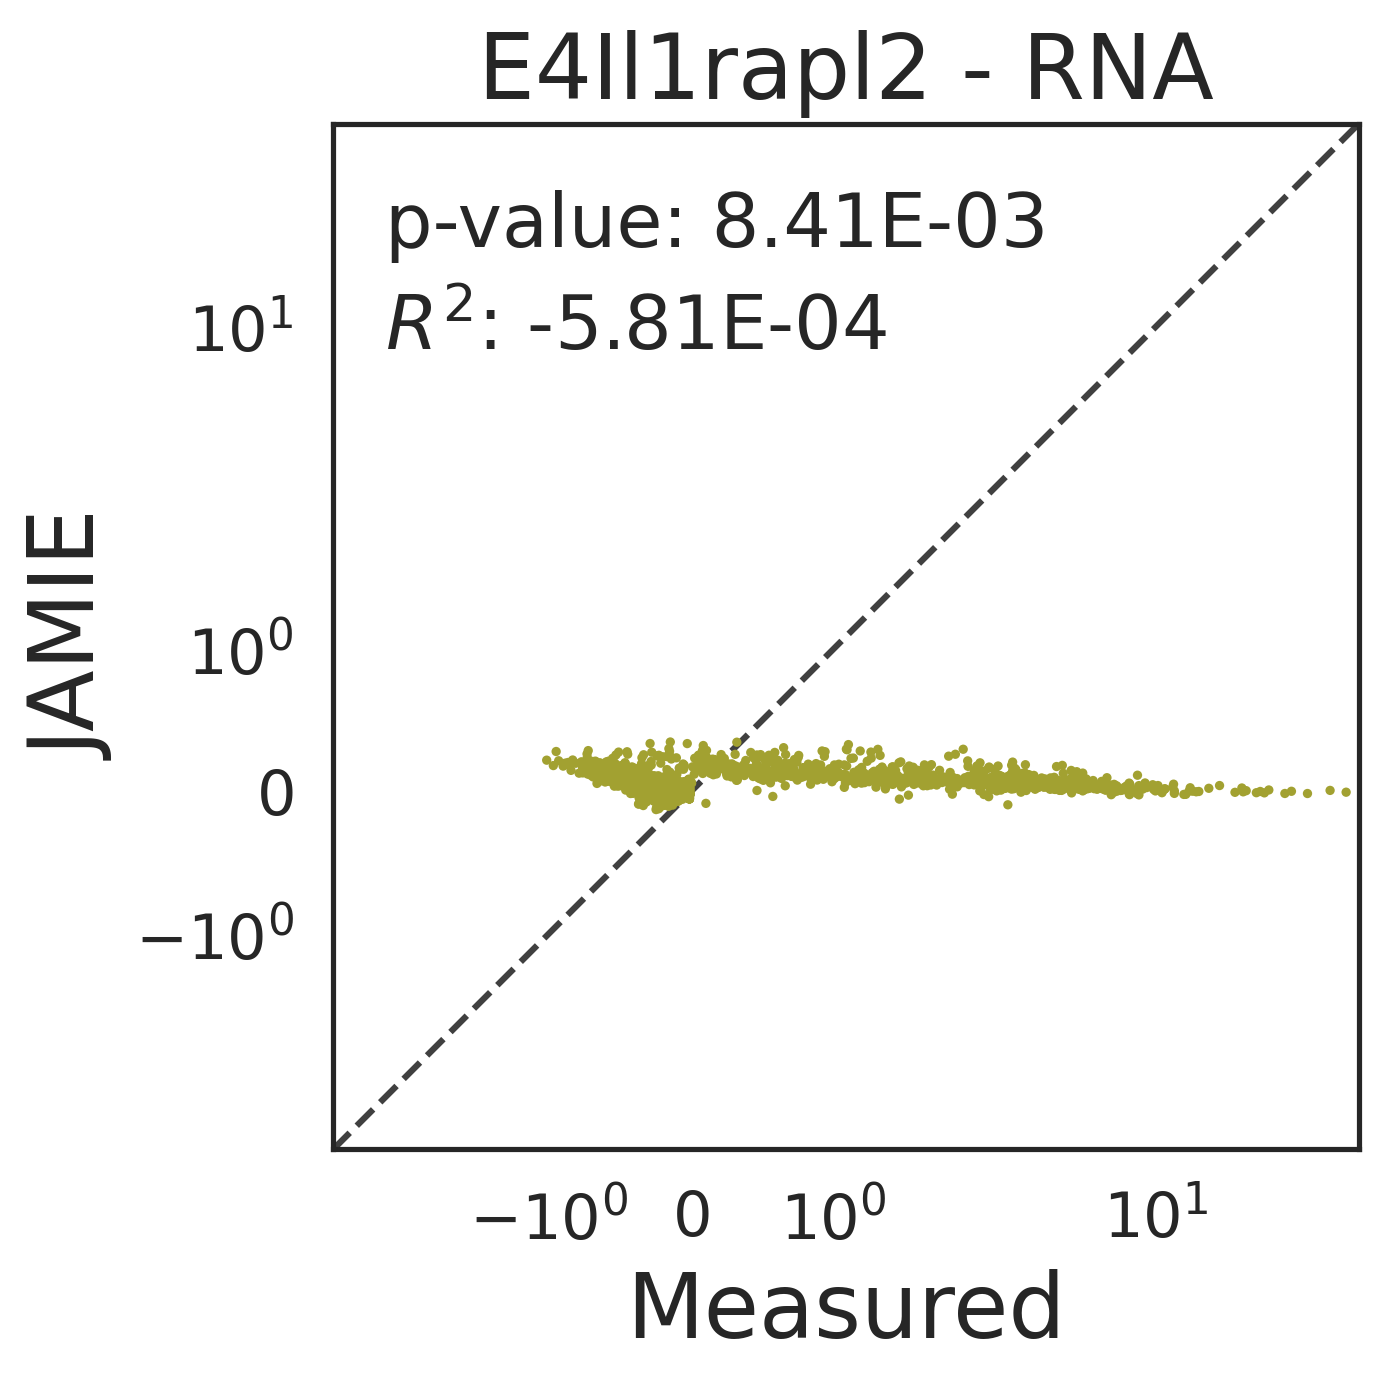 E4Il1rapl2 - RNA
p-value: 8.41E-03
R²: -5.81E-04
10¹
10⁰
0
−10⁰
JAMIE
−10⁰ 0 10⁰ 10¹
Measured